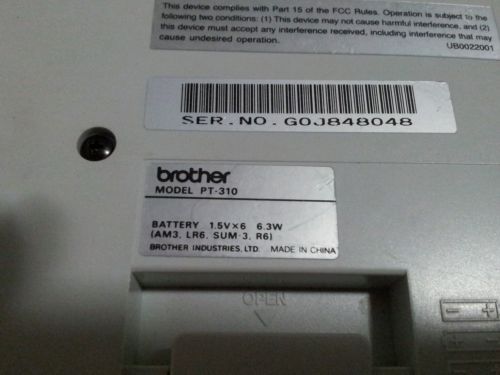 This device complies with Part 15 of the FCC Rules. Operation is subject to the
following two conditions: (1) This device may not cause harmful interference, and (2)
this device must accept any interference received, including interference that may
cause undesired operation.
UB0022001
SER.NO. G0J848048
brother
MODEL PT-310
BATTERY 1.5V×6 6.3W
(AM3, LR6, SUM-3, R6)
BROTHER INDUSTRIES, LTD. MADE IN CHINA
OPEN